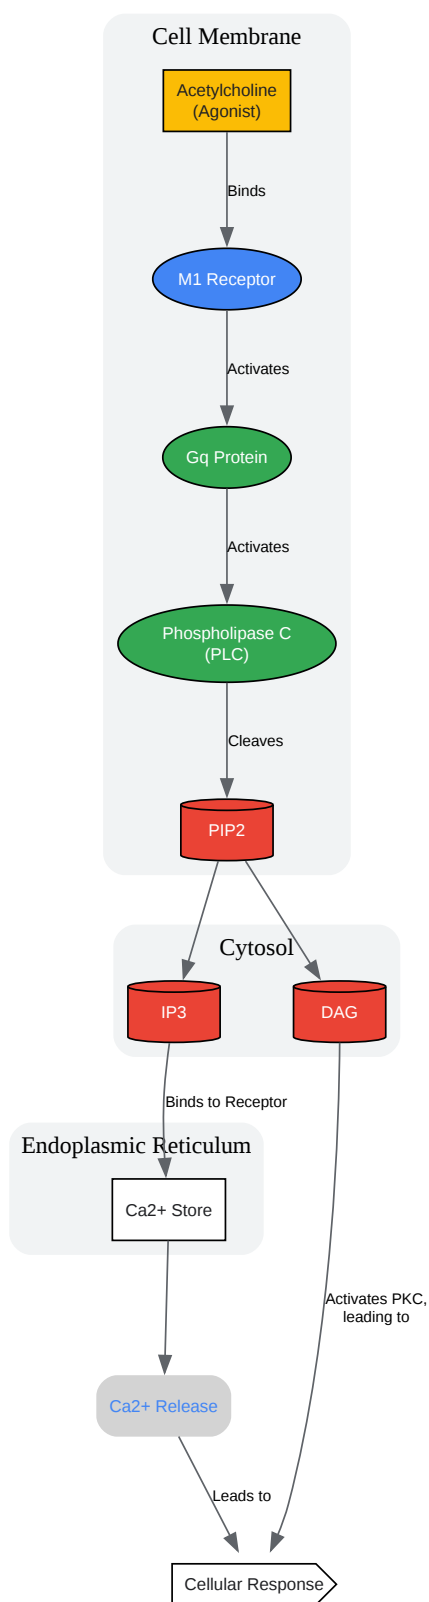 Cell Membrane
Acetylcholine
(Agonist)
Binds
M1 Receptor
Activates
Gq Protein
Activates
Phospholipase C
(PLC)
Cleaves
PIP2
Cytosol
IP3
DAG
Binds to Receptor
Endoplasmic Reticulum
Ca2+ Store
Activates PKC,
leading to
Ca2+ Release
Leads to
Cellular Response